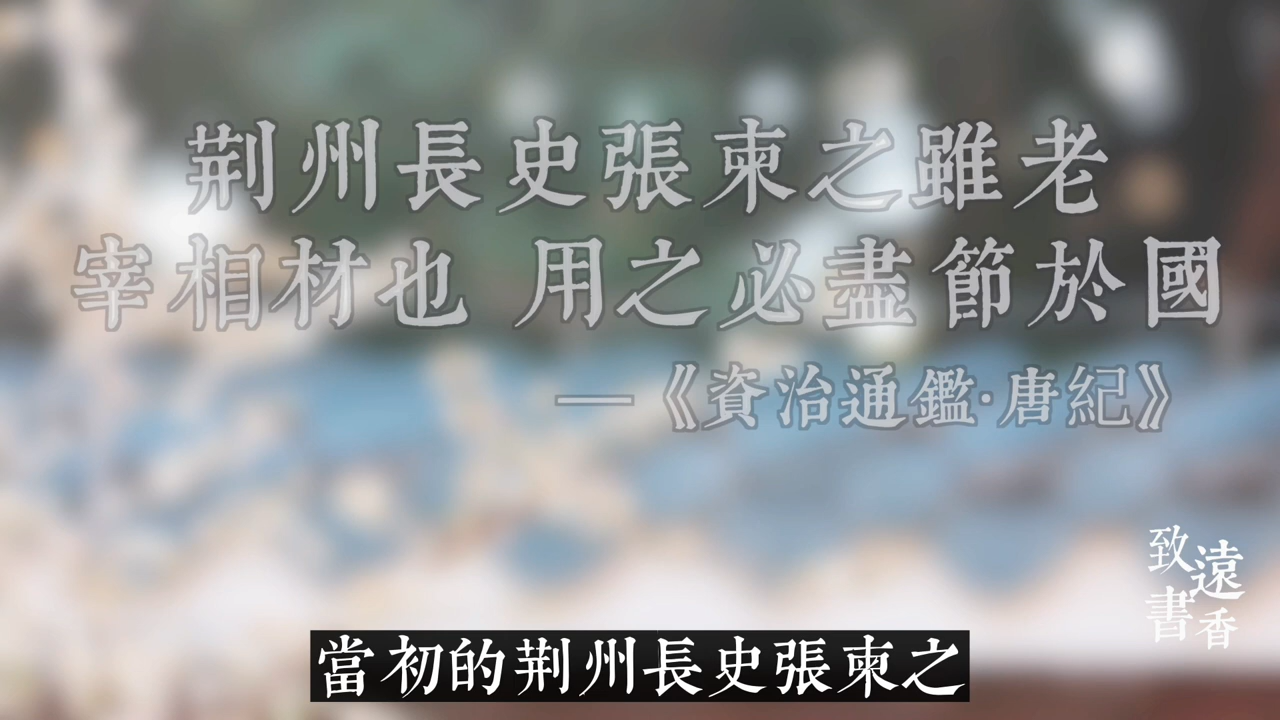 荆州長史張柬之雖老
宰相材也 用之必盡節於國
—《資治通鑑·唐紀》
致遠書香
當初的荆州長史張柬之